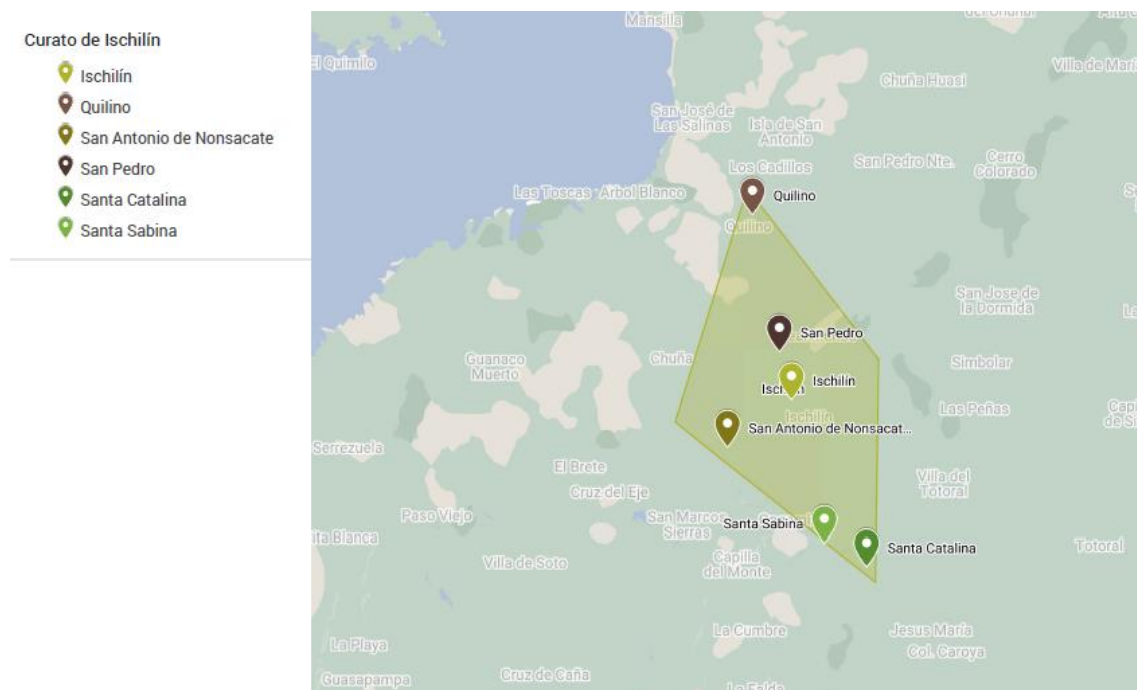 Curato de Ischilín
Ischilín
Quilino
San Antonio de Nonsacate
San Pedro
Santa Catalina
Santa Sabina
Mansilla
El Quimilo
Villa de María
Chuña Huasi
San José de
Las Salinas
Isla de San
Antonio
Los Cadillos
San Pedro Nte.
Cerro
Colorado
Las Toscas
Árbol Blanco
Quilino
Quilino
San Jose de
la Dormida
San Pedro
Guanaco
Muerto
Chuña
Simbolar
Ischilín
Ischilín
Las Peñas
San Antonio de Nonsacat...
Serrezuela
El Brete
Villa del
Totoral
Cruz del Eje
Paso Viejo
San Marcos
Sierras
Santa Sabina
Santa Catalina
Totoral
Villa de Soto
Capilla
del Monte
La Cumbre
Jesus María
Col. Caroya
La Playa
Cruz de Caña
Guasapampa
La Falda